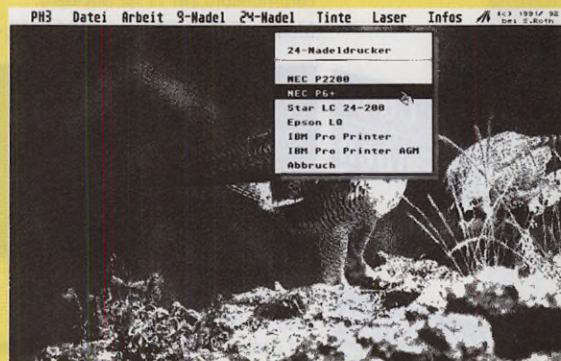 PH3 Datei Arbeit 9-Nadel 24-Nadel Tinte Laser Infos (c) 1991/ 92
bei S.Roth
24-Nadeldrucker
NEC P2200
NEC P6+
Star LC 24-200
Epson LQ
IBM Pro Printer
IBM Pro Printer AGM
Abbruch